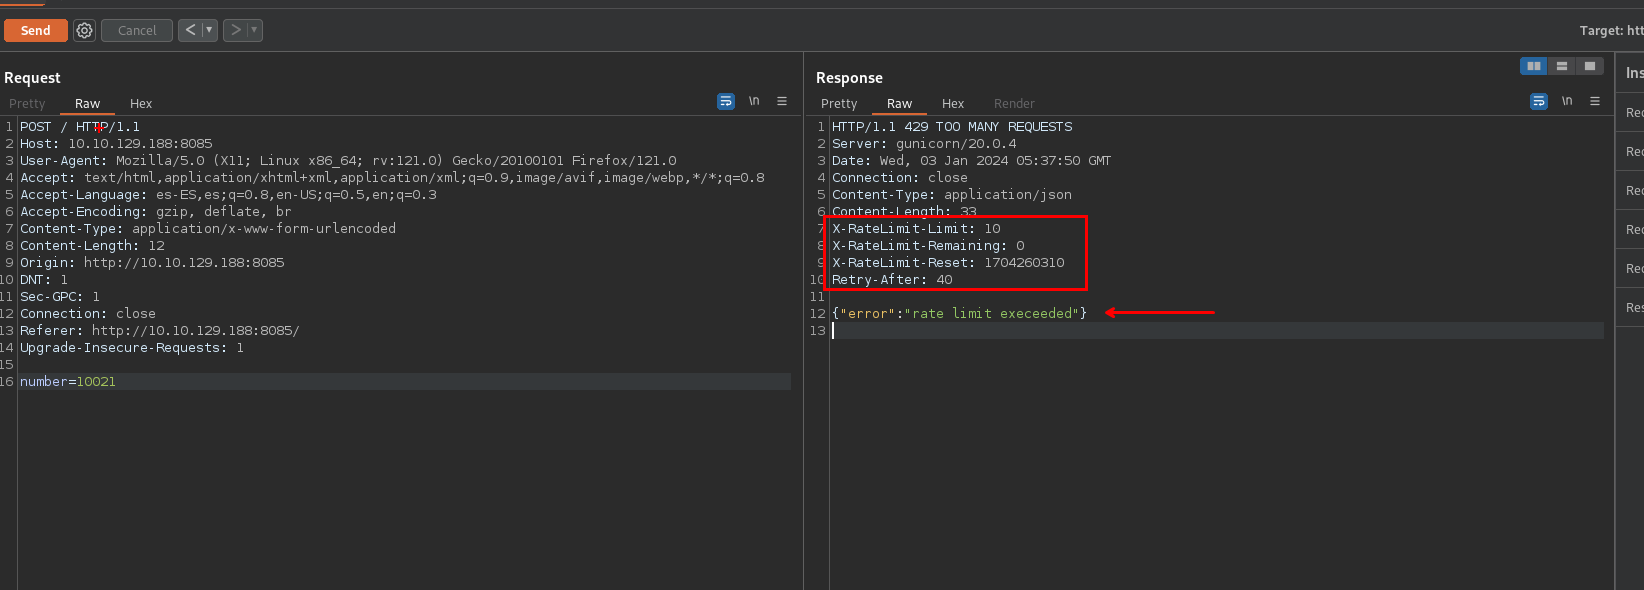 Send Cancel < > Target: htt
Request
Pretty Raw Hex \n
1 POST / HTTP/1.1
2 Host: 10.10.129.188:8085
3 User-Agent: Mozilla/5.0 (X11; Linux x86_64; rv:121.0) Gecko/20100101 Firefox/121.0
4 Accept: text/html,application/xhtml+xml,application/xml;q=0.9,image/avif,image/webp,*/*;q=0.8
5 Accept-Language: es-ES,es;q=0.8,en-US;q=0.5,en;q=0.3
6 Accept-Encoding: gzip, deflate, br
7 Content-Type: application/x-www-form-urlencoded
8 Content-Length: 12
9 Origin: http://10.10.129.188:8085
10 DNT: 1
11 Sec-GPC: 1
12 Connection: close
13 Referer: http://10.10.129.188:8085/
14 Upgrade-Insecure-Requests: 1
15
16 number=10021
Response
Pretty Raw Hex Render \n
1 HTTP/1.1 429 TOO MANY REQUESTS
2 Server: gunicorn/20.0.4
3 Date: Wed, 03 Jan 2024 05:37:50 GMT
4 Connection: close
5 Content-Type: application/json
6 Content-Length: 33
7 X-RateLimit-Limit: 10
8 X-RateLimit-Remaining: 0
9 X-RateLimit-Reset: 1704260310
10 Retry-After: 40
11
12 {"error":"rate limit execeeded"}
13
Ins
Rec
Rec
Rec
Rec
Rec
Res